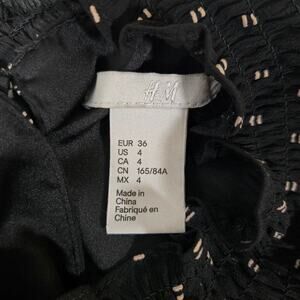 H&M
EUR 36
US 4
CA 4
CN 165/84A
MX 4
Made in
China
Fabriqué en
Chine